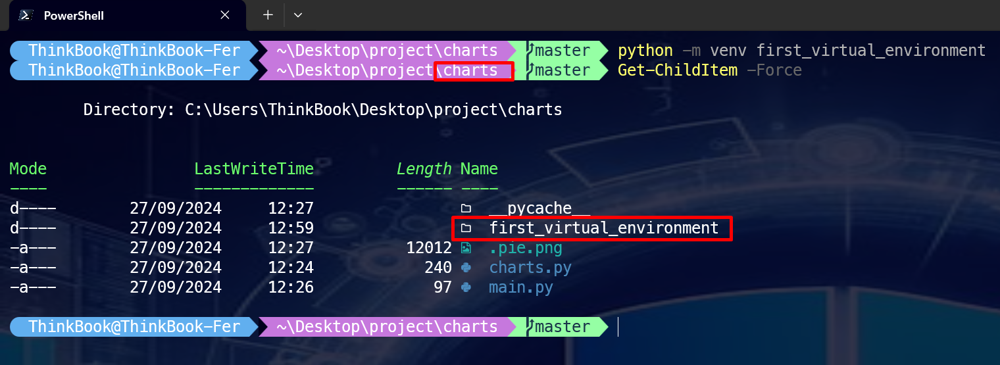 PowerShell
ThinkBook@ThinkBook-Fer ~\Desktop\project\charts master python -m venv first_virtual_environment
ThinkBook@ThinkBook-Fer ~\Desktop\project\charts master Get-ChildItem -Force
Directory: C:\Users\ThinkBook\Desktop\project\charts
Mode LastWriteTime Length Name
---- ------------- ------ ----
d---- 27/09/2024 12:27 __pycache__
d---- 27/09/2024 12:59 first_virtual_environment
-a--- 27/09/2024 12:27 12012 .pie.png
-a--- 27/09/2024 12:24 240 charts.py
-a--- 27/09/2024 12:26 97 main.py
ThinkBook@ThinkBook-Fer ~\Desktop\project\charts master